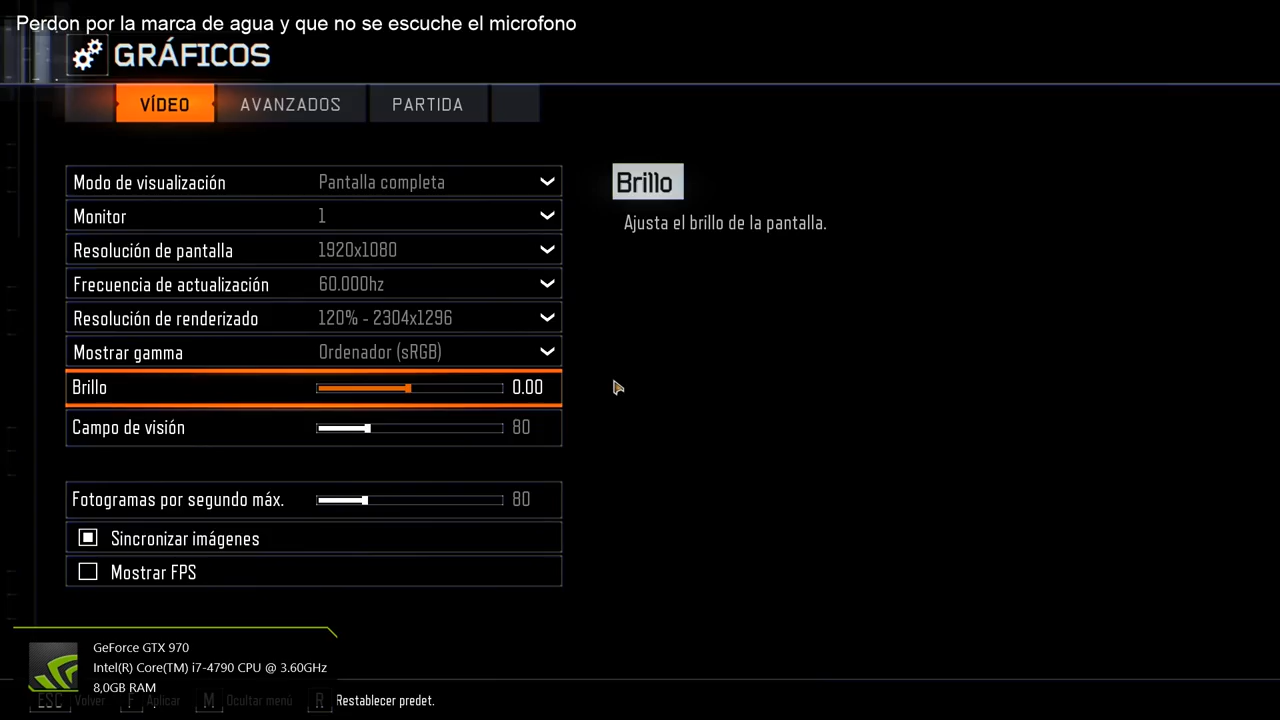 Perdon por la marca de agua y que no se escuche el microfono
GRÁFICOS
VÍDEO AVANZADOS PARTIDA
Modo de visualización Pantalla completa
Monitor 1
Resolución de pantalla 1920x1080
Frecuencia de actualización 60.000hz
Resolución de renderizado 120% - 2304x1296
Mostrar gamma Ordenador (sRGB)
Brillo 0.00
Campo de visión 80
Fotogramas por segundo máx. 80
Sincronizar imágenes
Mostrar FPS
Brillo
Ajusta el brillo de la pantalla.
GeForce GTX 970
Intel(R) Core(TM) i7-4790 CPU @ 3.60GHz
8,0GB RAM
ESC Volver F Aplicar M Ocultar menú R Restablecer predet.